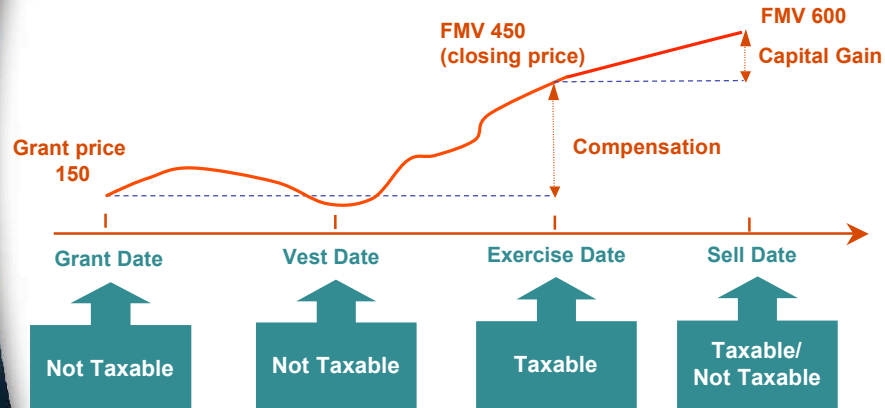 FMV 600
FMV 450
(closing price)
Capital Gain
Grant price
150
Compensation
Grant Date
Vest Date
Exercise Date
Sell Date
Not Taxable
Not Taxable
Taxable
Taxable/
Not Taxable